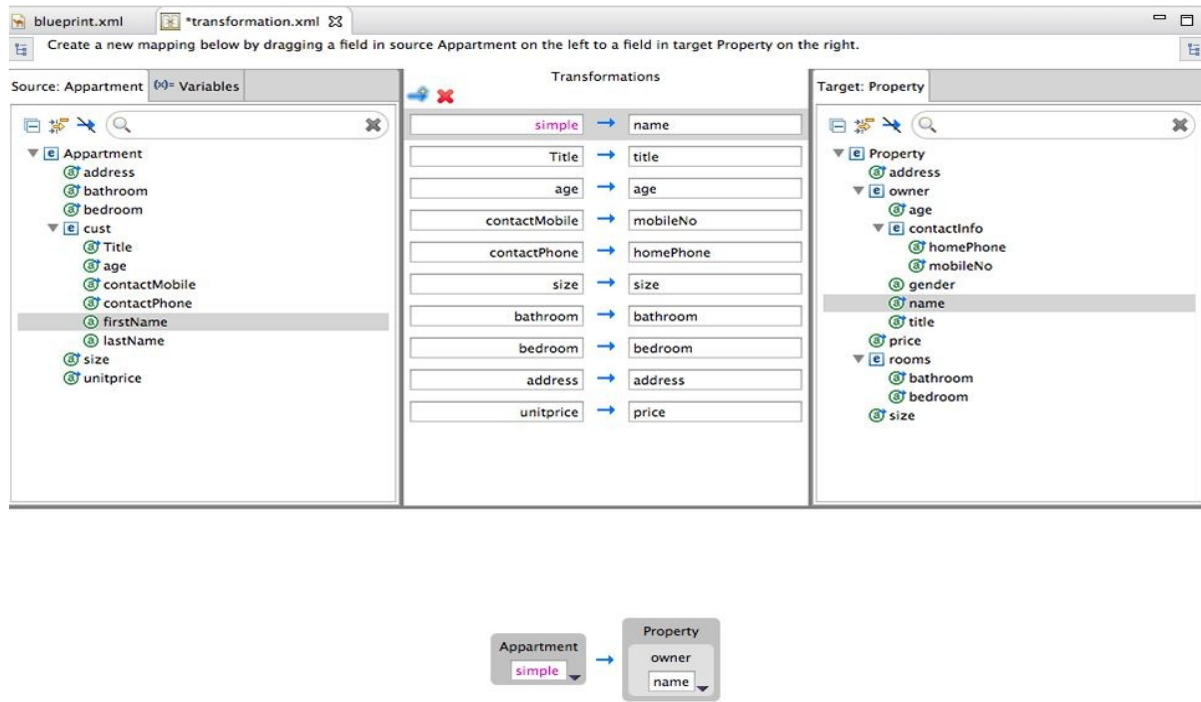 blueprint.xml
*transformation.xml
Create a new mapping below by dragging a field in source Appartment on the left to a field in target Property on the right.
Source: Appartment
(x)= Variables
Appartment
address
bathroom
bedroom
cust
Title
age
contactMobile
contactPhone
firstName
lastName
size
unitprice
Transformations
simple name
Title title
age age
contactMobile mobileNo
contactPhone homePhone
size size
bathroom bathroom
bedroom bedroom
address address
unitprice price
Target: Property
Property
address
owner
age
contactInfo
homePhone
mobileNo
gender
name
title
price
rooms
bathroom
bedroom
size
Appartment
simple
Property
owner
name